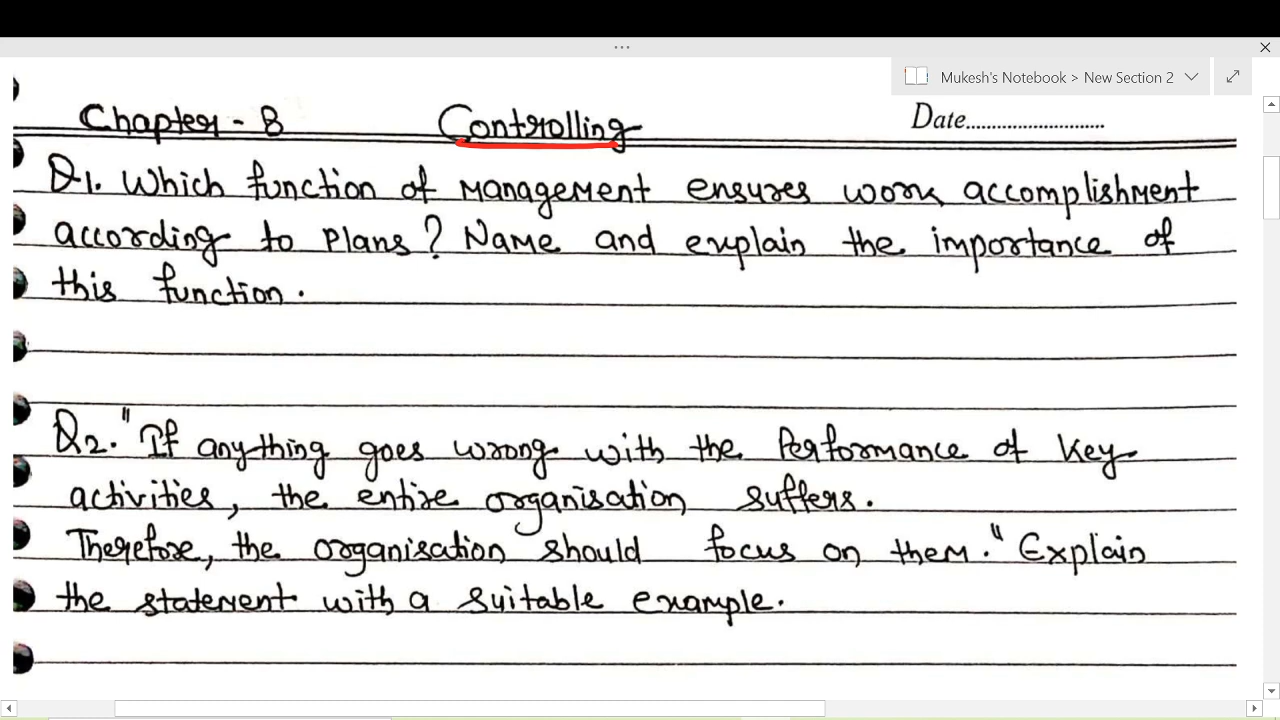 Mukesh's Notebook > New Section 2
Chapter - 8 Controlling Date..........................
Q1. Which function of Management ensures work accomplishment
according to Plans? Name and explain the importance of
this function.
Q2. "If anything goes wrong with the Performance of key
activities, the entire organisation suffers.
Therefore, the organisation should focus on them." Explain
the statement with a suitable example.